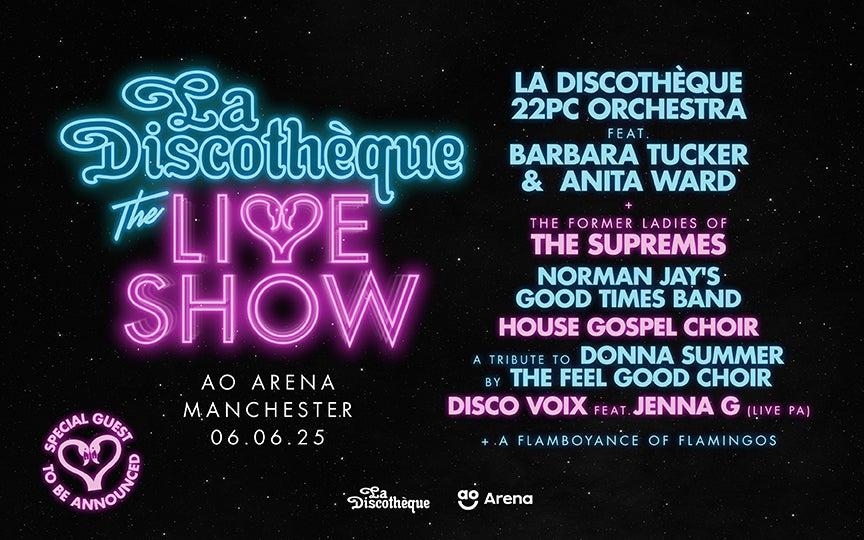 La
Discothèque
The LIVE
SHOW
AO ARENA
MANCHESTER
06.06.25
SPECIAL GUEST
TO BE ANNOUNCED
LA DISCOTHÈQUE
22PC ORCHESTRA
FEAT.
BARBARA TUCKER
& ANITA WARD
+
THE FORMER LADIES OF
THE SUPREMES
NORMAN JAY'S
GOOD TIMES BAND
HOUSE GOSPEL CHOIR
A TRIBUTE TO DONNA SUMMER
BY THE FEEL GOOD CHOIR
DISCO VOIX FEAT. JENNA G (LIVE PA)
+ A FLAMBOYANCE OF FLAMINGOS
La
Discothèque
ao Arena